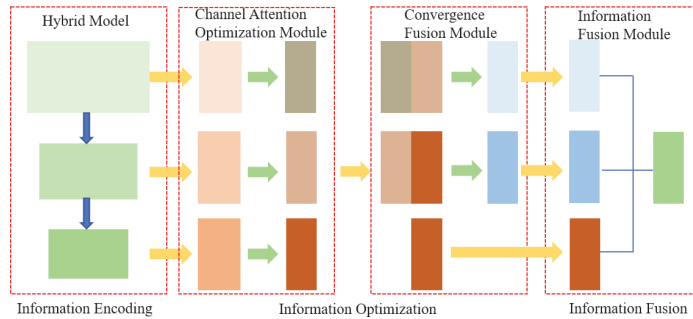 Hybrid Model
Channel Attention
Optimization Module
Convergence
Fusion Module
Information
Fusion Module
Information Encoding
Information Optimization
Information Fusion